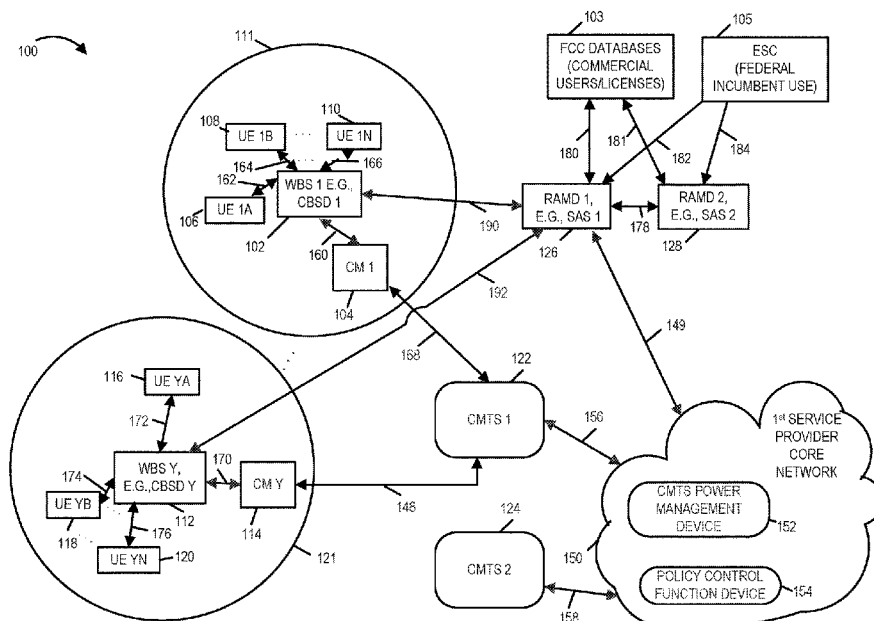 100
111
103
105
FCC DATABASES
(COMMERCIAL
USERS/LICENSES)
ESC
(FEDERAL
INCUMBENT USE)
108
UE 1B
110
UE 1N
164
166
162
180
181
182
184
106
UE 1A
WBS 1 E.G.,
CBSD 1
102
190
RAMD 1,
E.G., SAS 1
126
178
RAMD 2,
E.G., SAS 2
128
160
CM 1
104
192
168
149
116
UE YA
172
122
CMTS 1
156
1st SERVICE
PROVIDER
CORE
NETWORK
WBS Y,
E.G.,CBSD Y
112
170
CM Y
114
148
174
UE YB
118
176
UE YN
120
121
124
CMTS 2
158
150
CMTS POWER
MANAGEMENT
DEVICE
152
POLICY CONTROL
FUNCTION DEVICE
154